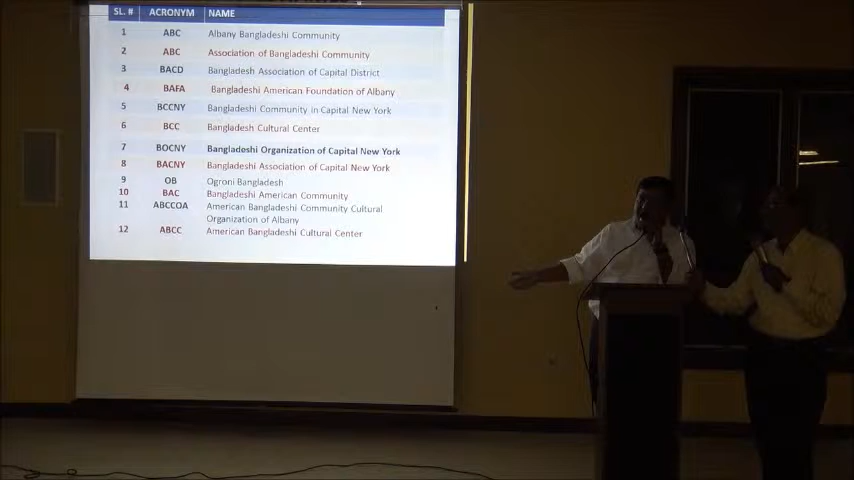 SL. # ACRONYM NAME
1 ABC Albany Bangladeshi Community
2 ABC Association of Bangladeshi Community
3 BACD Bangladesh Association of Capital District
4 BAFA Bangladeshi American Foundation of Albany
5 BCCNY Bangladeshi Community in Capital New York
6 BCC Bangladesh Cultural Center
7 BOCNY Bangladeshi Organization of Capital New York
8 BACNY Bangladeshi Association of Capital New York
9 OB Ogroni Bangladesh
10 BAC Bangladeshi American Community
11 ABCCOA American Bangladeshi Community Cultural
Organization of Albany
12 ABCC American Bangladeshi Cultural Center